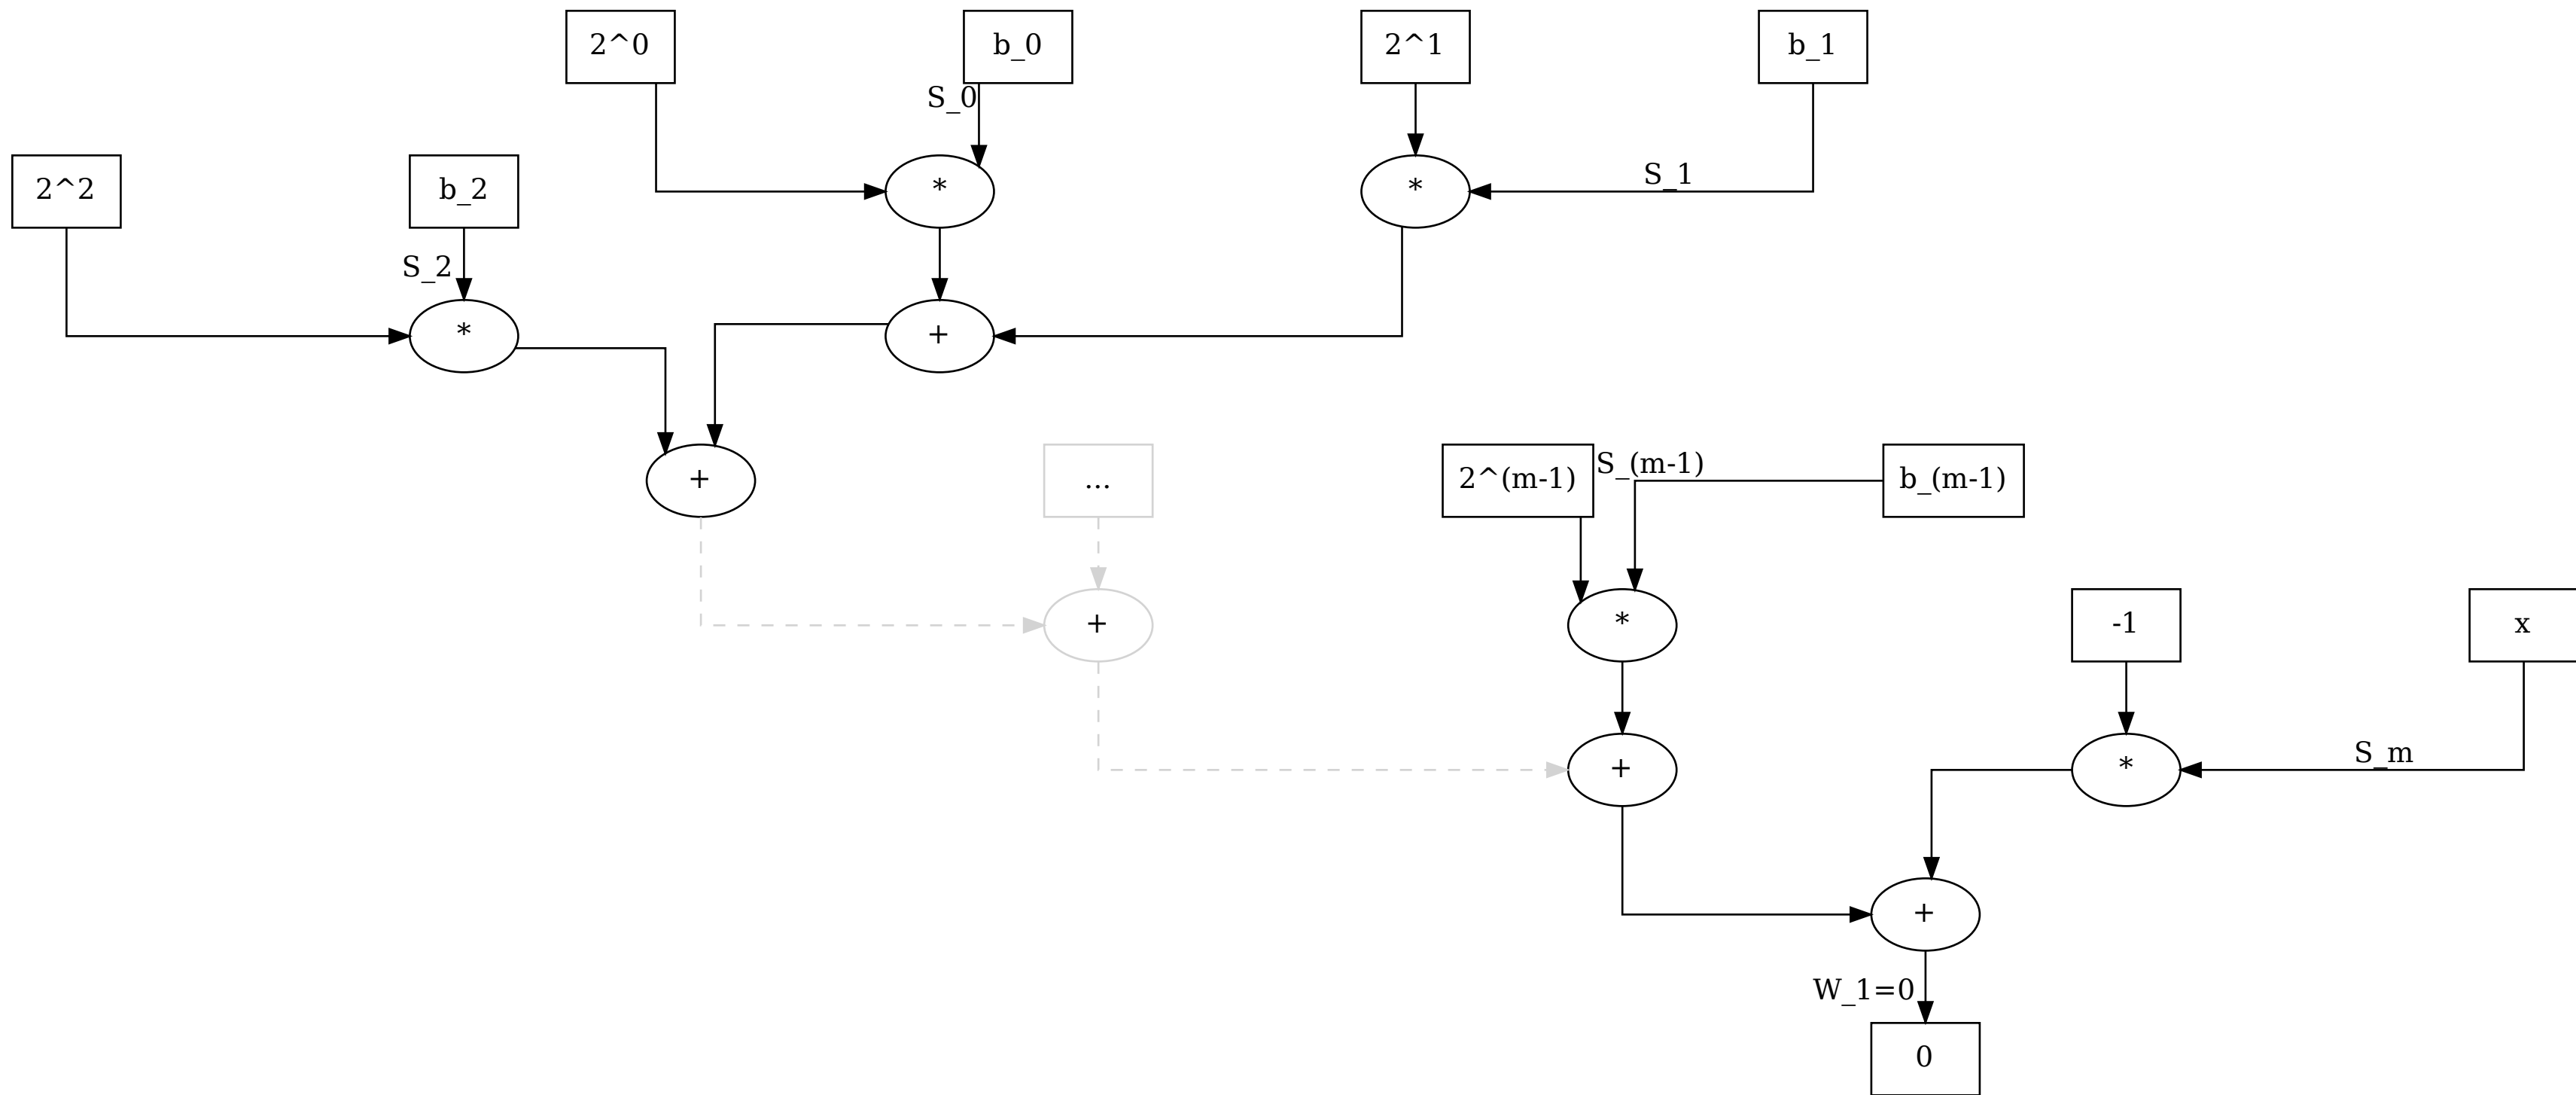 2^0
b_0
2^1
b_1
S_0
2^2
b_2
*
*
S_1
S_2
*
+
+
...
2^(m-1)
S_(m-1)
b_(m-1)
+
*
-1
x
+
*
S_m
+
W_1=0
0